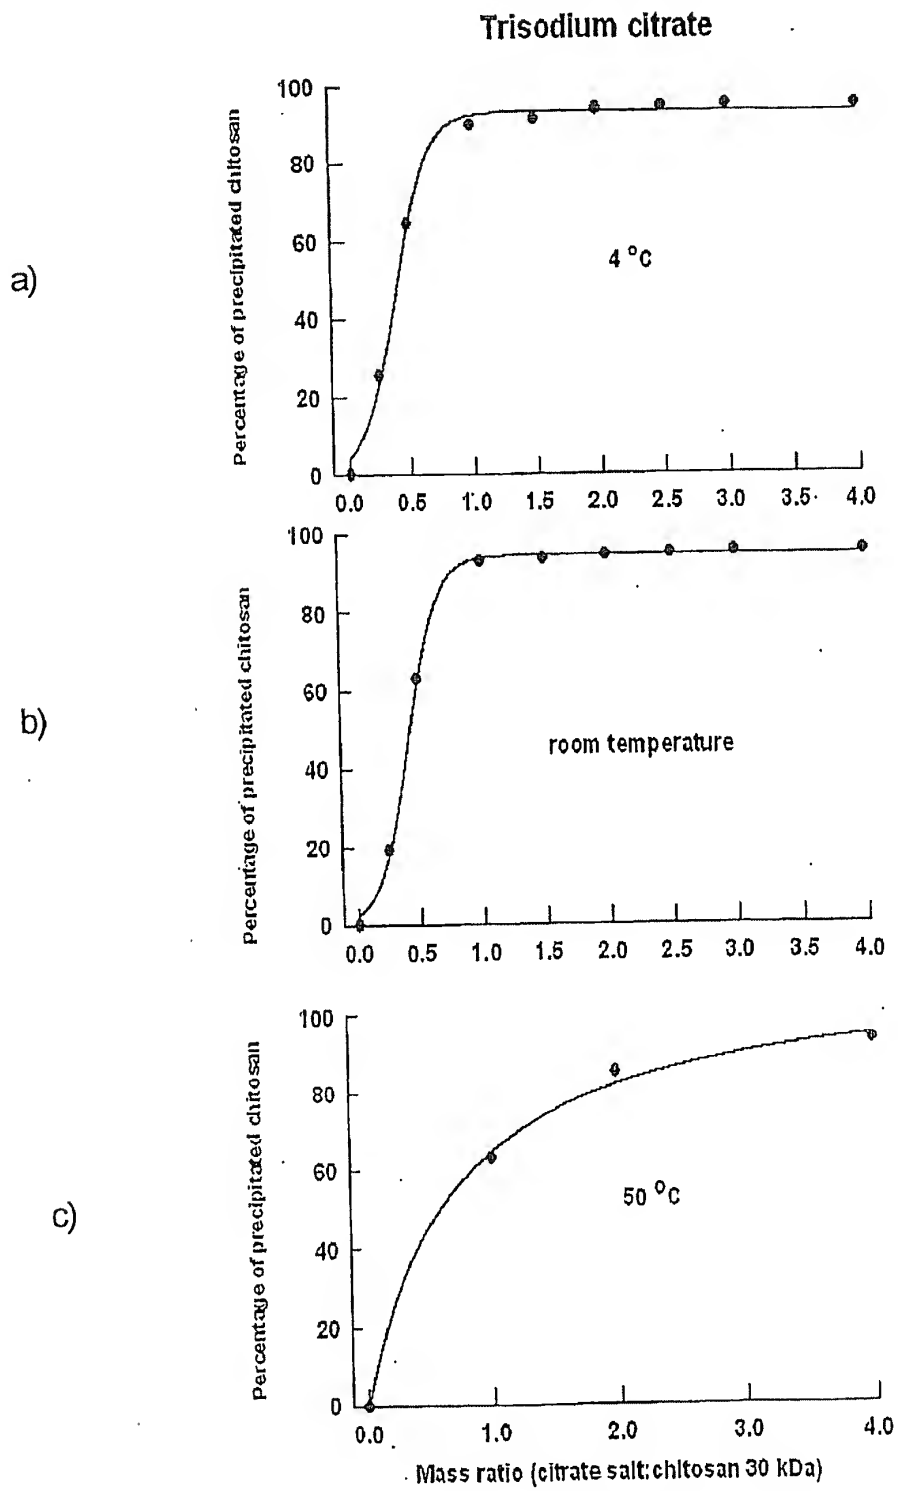 Trisodium citrate
a)
Percentage of precipitated chitosan
100
80
60
40
20
0
4 °C
0.0 0.5 1.0 1.5 2.0 2.5 3.0 3.5 4.0
b)
Percentage of precipitated chitosan
100
80
60
40
20
0
room temperature
0.0 0.5 1.0 1.5 2.0 2.5 3.0 3.5 4.0
c)
Percentage of precipitated chitosan
100
80
60
40
20
0
50 °C
0.0 1.0 2.0 3.0 4.0
Mass ratio (citrate salt:chitosan 30 kDa)